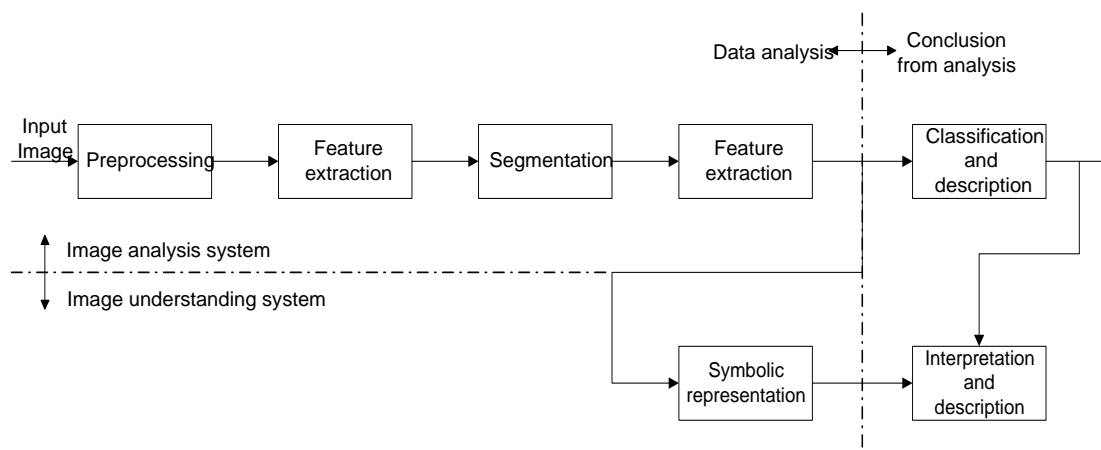 Data analysis
Conclusion
from analysis
Input
Image
Preprocessing
Feature
extraction
Segmentation
Feature
extraction
Classification
and
description
Image analysis system
Image understanding system
Symbolic
representation
Interpretation
and
description